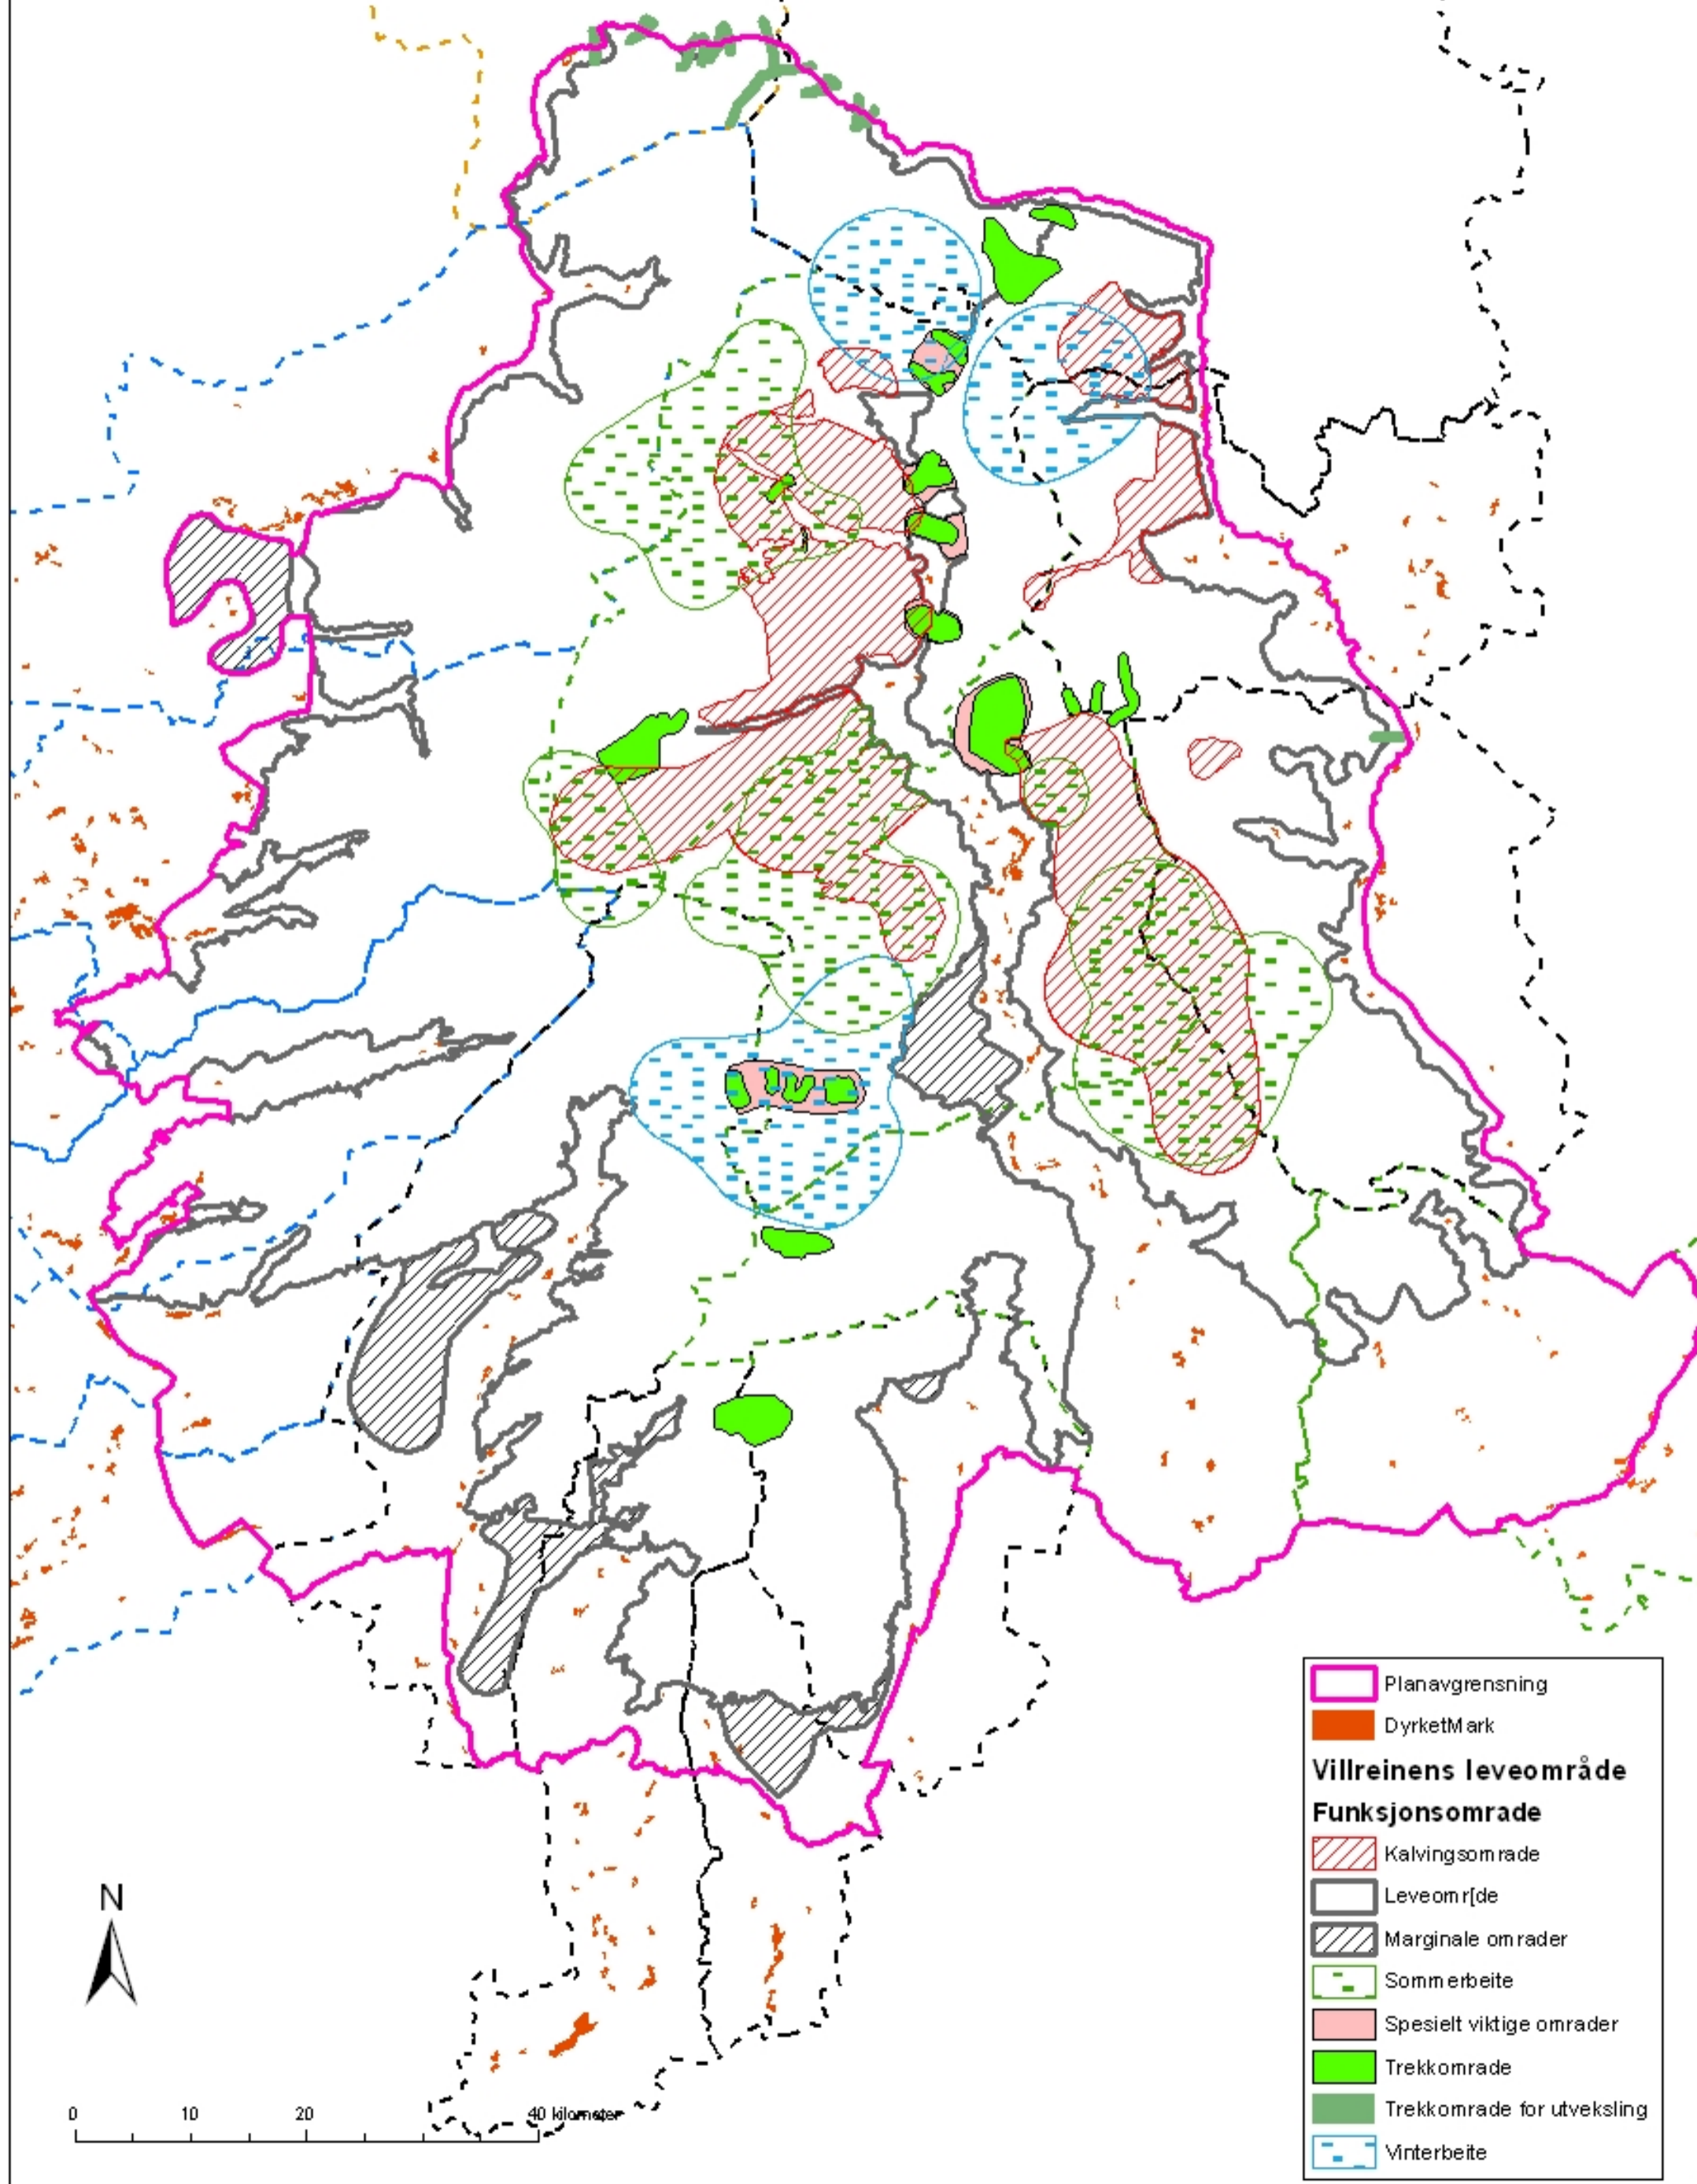 Planavgrensning
DyrketMark
Villreinens leveområde
Funksjonsomrade
Kalvingsomrade
Leveomr[de
Marginale omrader
Sommerbeite
Spesielt viktige omrader
Trekkomrade
Trekkomrade for utveksling
Vinterbeite
N
0 10 20 40 kilometer